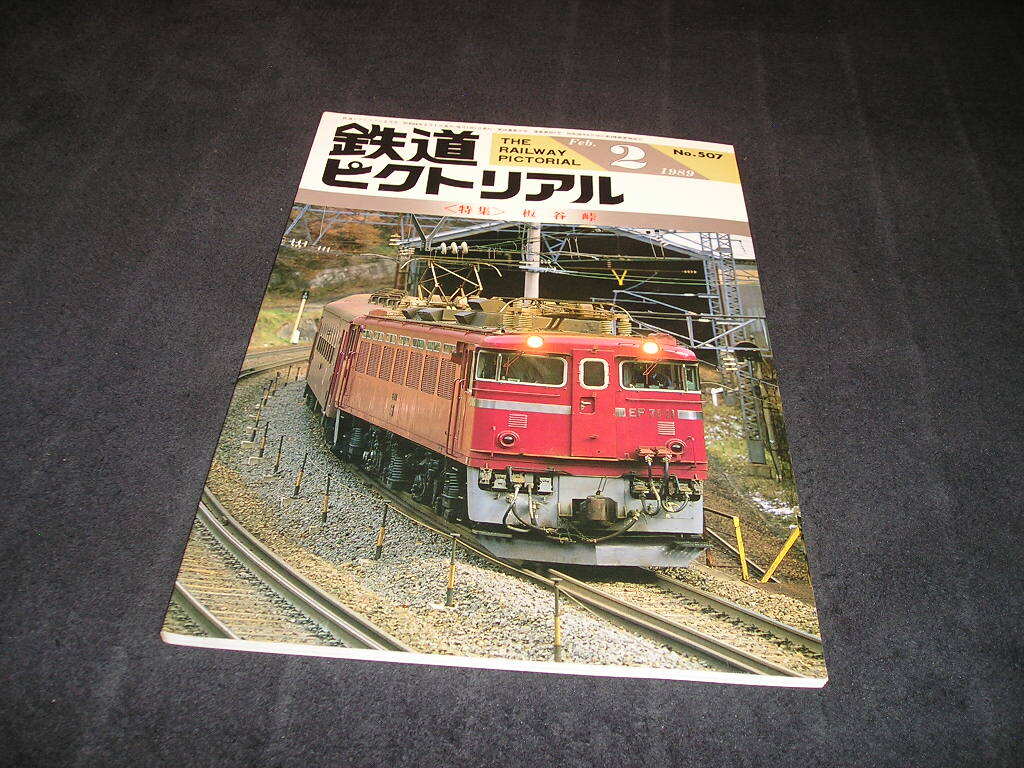 鉄道
ピクトリアル
THE
RAILWAY
PICTORIAL
Feb.
2
1989
No.507
<特集> 板谷峠